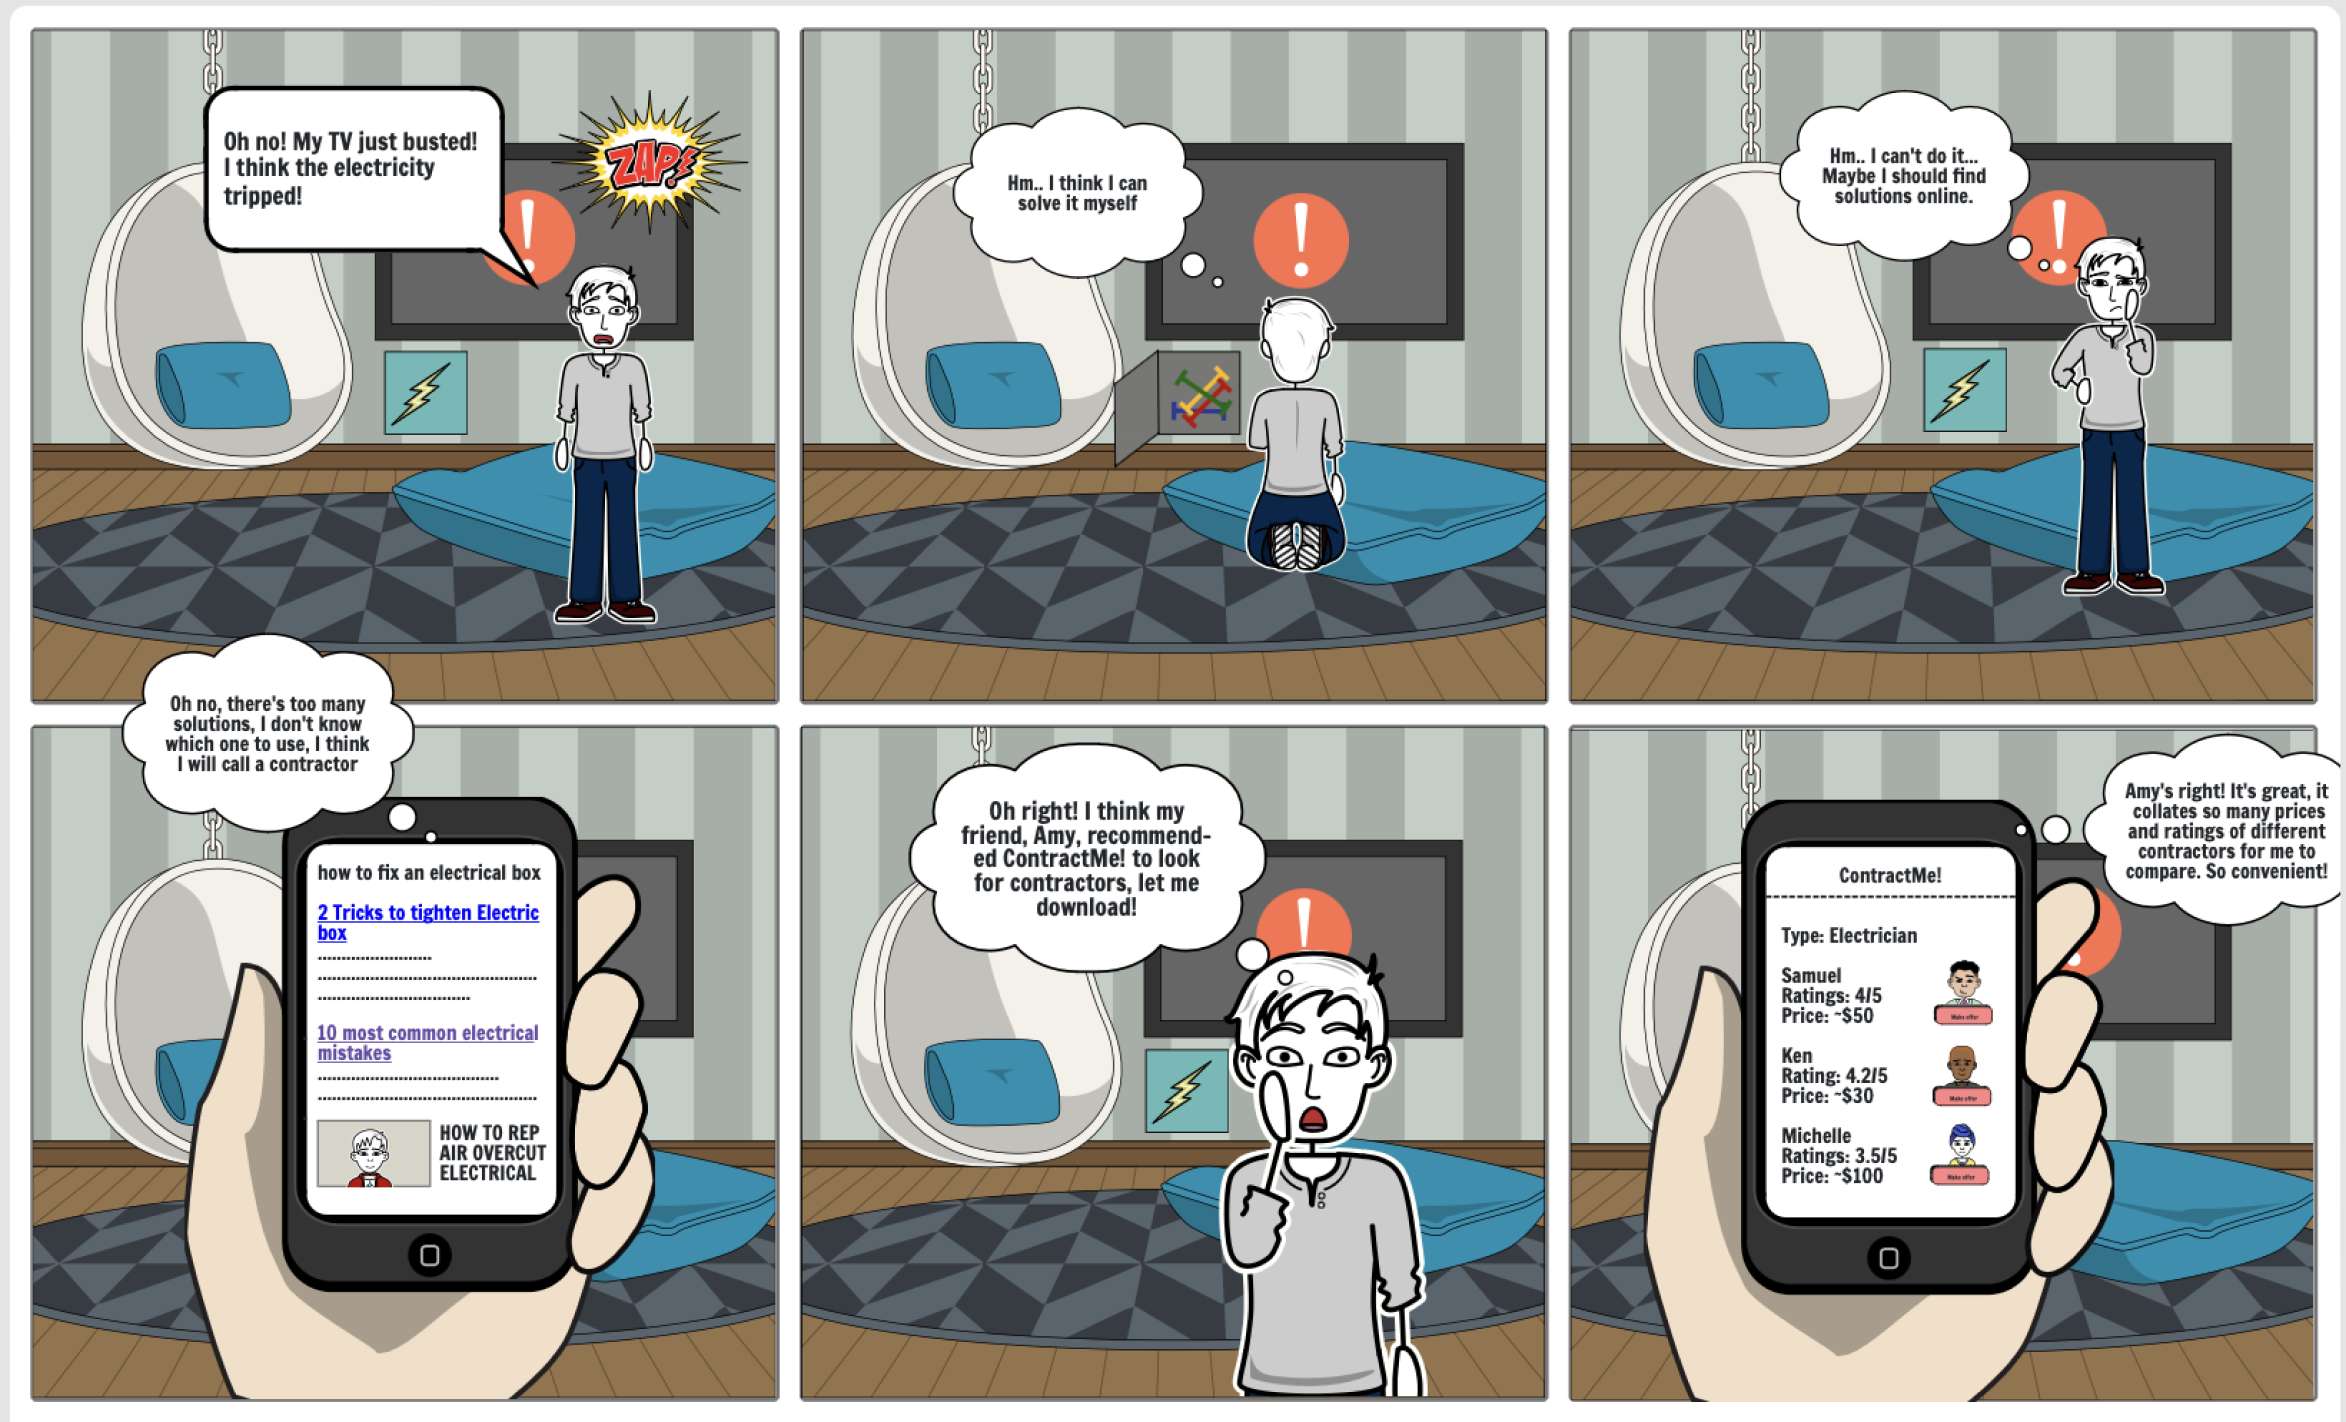 Oh no! My TV just busted!
I think the electricity
tripped!
ZAP!
Hm.. I think I can
solve it myself
Hm.. I can't do it...
Maybe I should find
solutions online.
Oh no, there's too many
solutions, I don't know
which one to use, I think
I will call a contractor
how to fix an electrical box
2 Tricks to tighten Electric
box
10 most common electrical
mistakes
HOW TO REP
AIR OVERCUT
ELECTRICAL
Oh right! I think my
friend, Amy, recommend-
ed ContractMe! to look
for contractors, let me
download!
Amy's right! It's great, it
collates so many prices
and ratings of different
contractors for me to
compare. So convenient!
ContractMe!
Type: Electrician
Samuel
Ratings: 4/5
Price: ~$50
Make offer
Ken
Rating: 4.2/5
Price: ~$30
Make offer
Michelle
Ratings: 3.5/5
Price: ~$100
Make offer